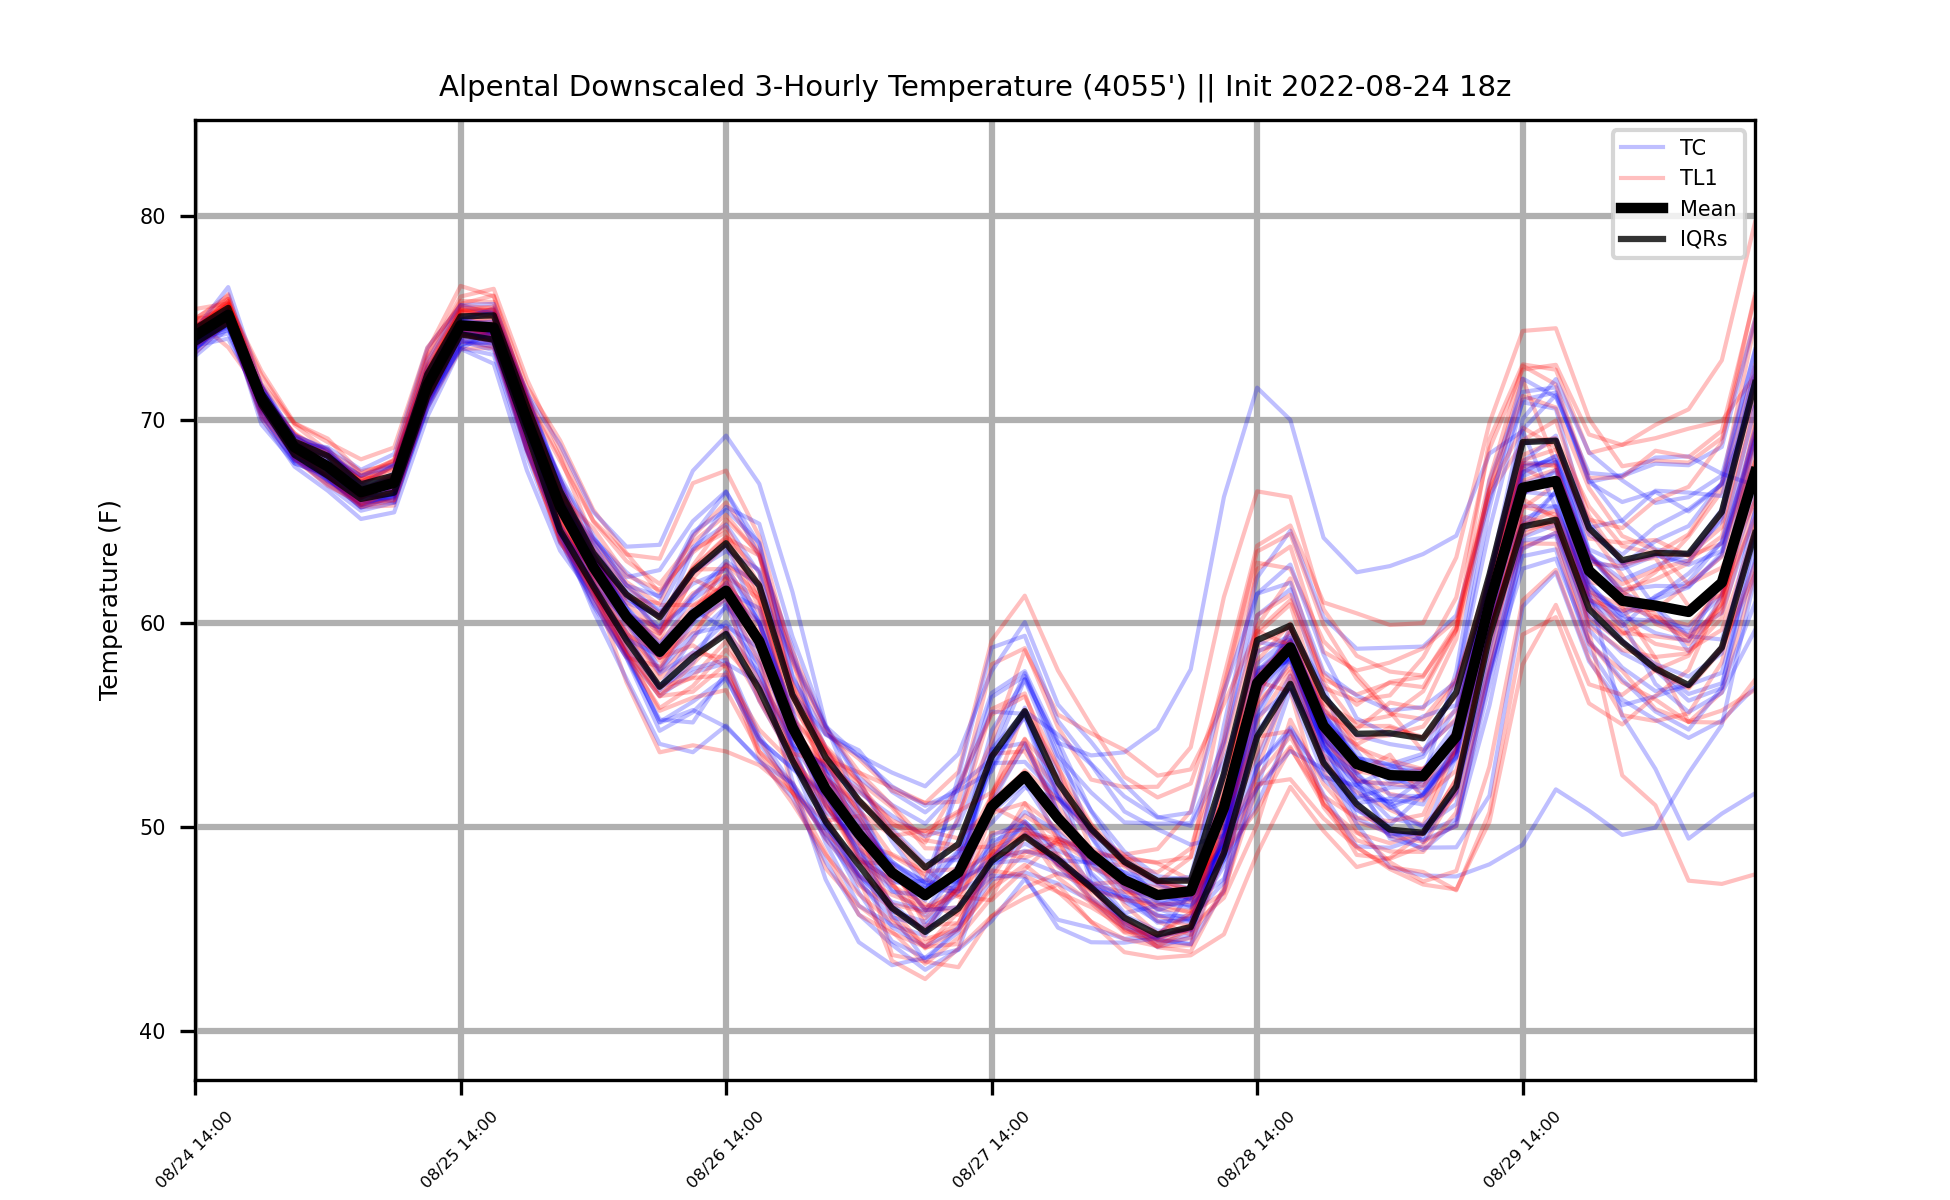 Alpental Downscaled 3-Hourly Temperature (4055') || Init 2022-08-24 18z
TC
TL1
Mean
IQRs
Temperature (F)
80
70
60
50
40
08/24 14:00
08/25 14:00
08/26 14:00
08/27 14:00
08/28 14:00
08/29 14:00